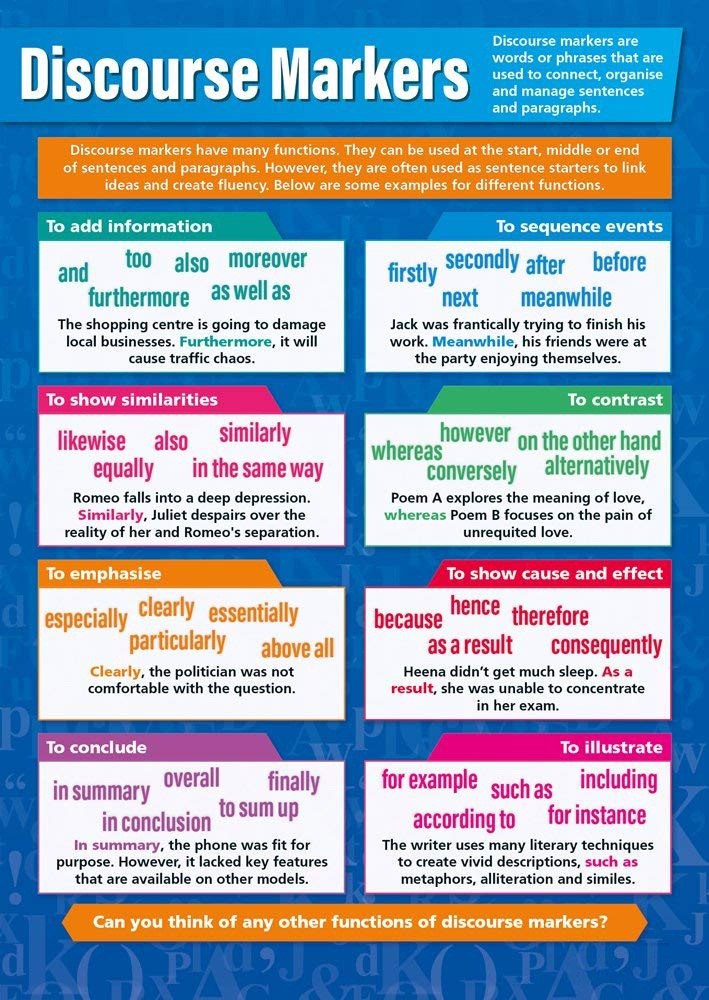 Discourse Markers
Discourse markers are
words or phrases that are
used to connect, organise
and manage sentences
and paragraphs.
Discourse markers have many functions. They can be used at the start, middle or end
of sentences and paragraphs. However, they are often used as sentence starters to link
ideas and create fluency. Below are some examples for different functions.
To add information
and too also moreover
furthermore as well as
The shopping centre is going to damage
local businesses. Furthermore, it will
cause traffic chaos.
To sequence events
firstly secondly after before
next meanwhile
Jack was frantically trying to finish his
work. Meanwhile, his friends were at
the party enjoying themselves.
To show similarities
likewise also similarly
equally in the same way
Romeo falls into a deep depression.
Similarly, Juliet despairs over the
reality of her and Romeo's separation.
To contrast
whereas however on the other hand
conversely alternatively
Poem A explores the meaning of love,
whereas Poem B focuses on the pain of
unrequited love.
To emphasise
especially clearly essentially
particularly above all
Clearly, the politician was not
comfortable with the question.
To show cause and effect
because hence therefore
as a result consequently
Heena didn't get much sleep. As a
result, she was unable to concentrate
in her exam.
To conclude
in summary overall finally
in conclusion to sum up
In summary, the phone was fit for
purpose. However, it lacked key features
that are available on other models.
To illustrate
for example such as including
according to for instance
The writer uses many literary techniques
to create vivid descriptions, such as
metaphors, alliteration and similes.
Can you think of any other functions of discourse markers?